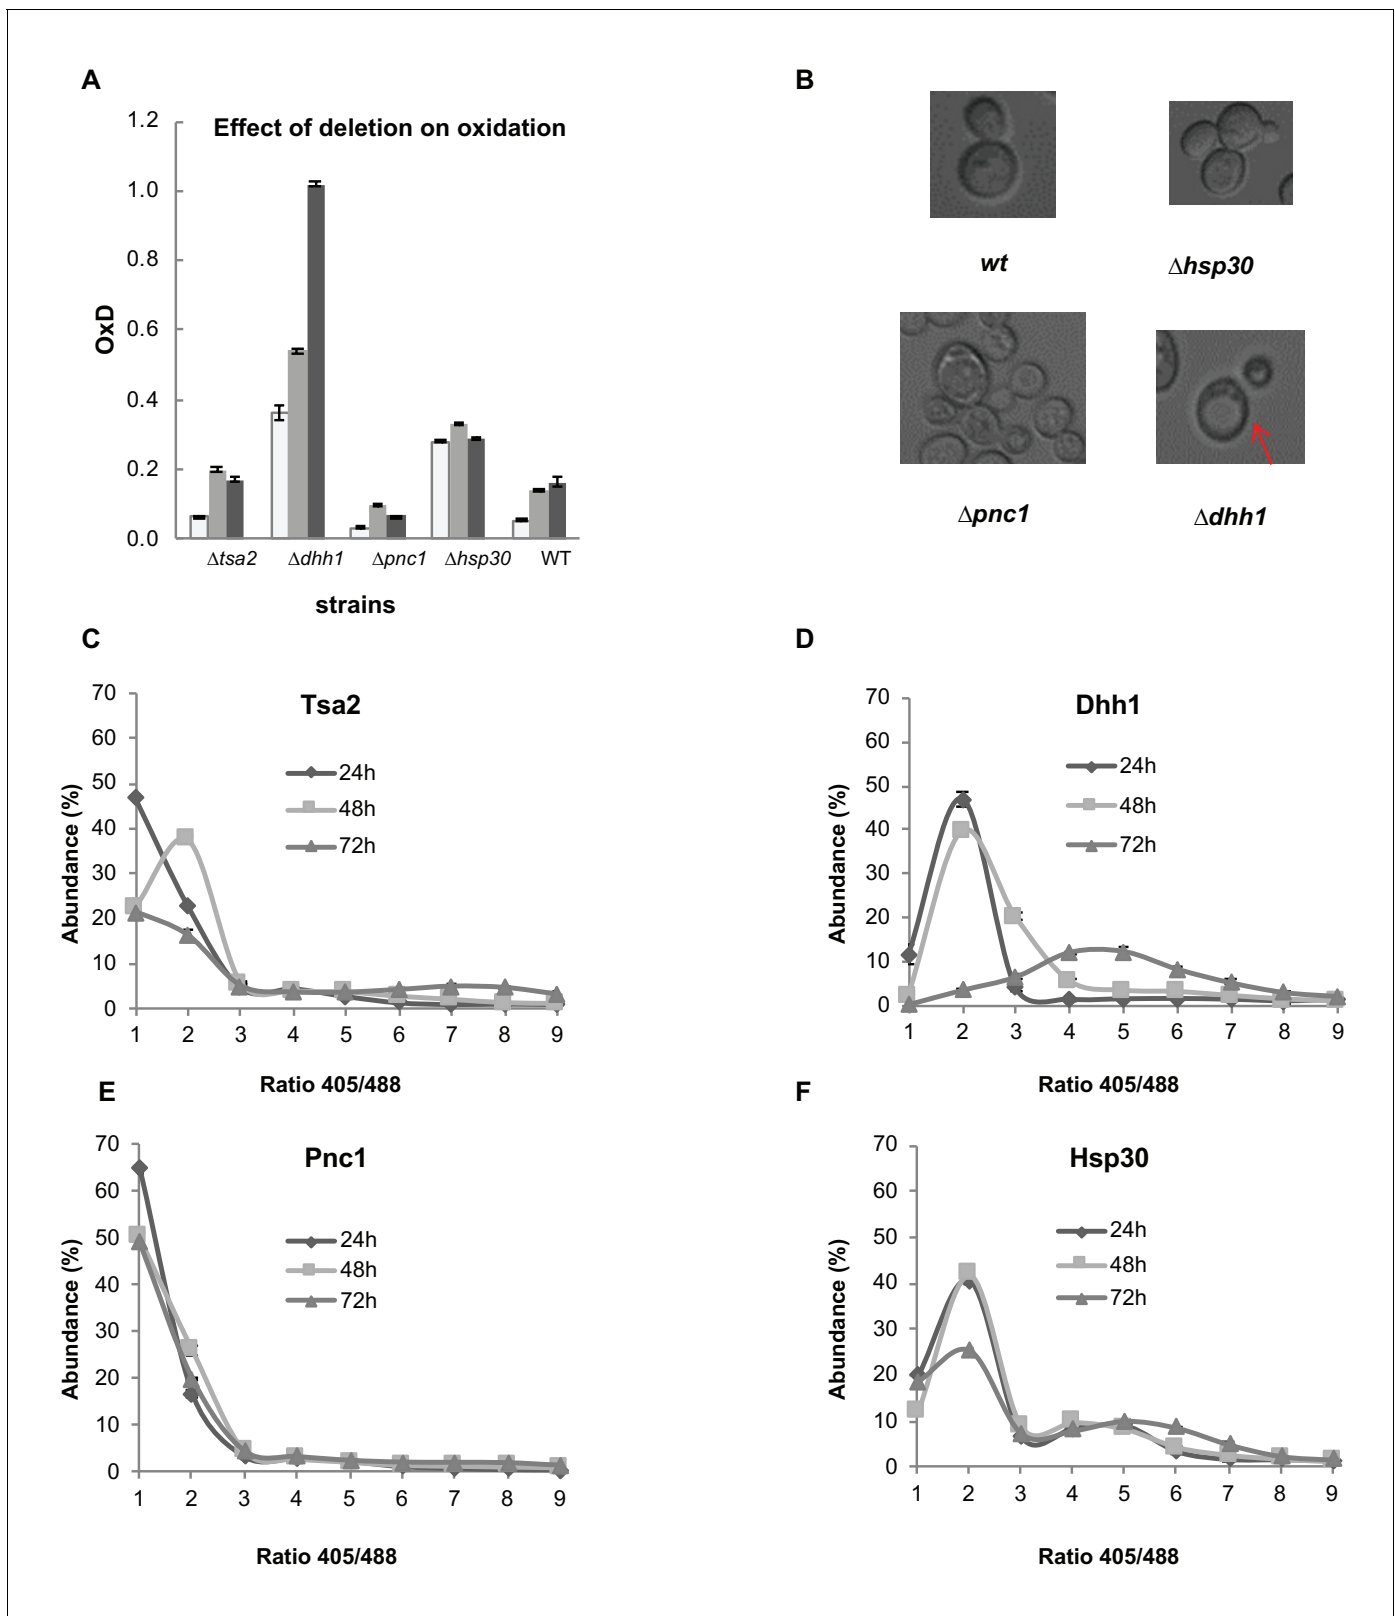 A
Effect of deletion on oxidation
1.2
1.0
0.8
0.6
0.4
0.2
0.0
OxD
Δtsa2 Δdhh1 Δpnc1 Δhsp30 WT
strains
B
wt
Δhsp30
Δpnc1
Δdhh1
C
Tsa2
70
60
50
40
30
20
10
0
Abundance (%)
24h
48h
72h
1 2 3 4 5 6 7 8 9
Ratio 405/488
D
Dhh1
70
60
50
40
30
20
10
0
Abundance (%)
24h
48h
72h
1 2 3 4 5 6 7 8 9
Ratio 405/488
E
Pnc1
70
60
50
40
30
20
10
0
Abundance (%)
24h
48h
72h
1 2 3 4 5 6 7 8 9
Ratio 405/488
F
Hsp30
70
60
50
40
30
20
10
0
Abundance (%)
24h
48h
72h
1 2 3 4 5 6 7 8 9
Ratio 405/488